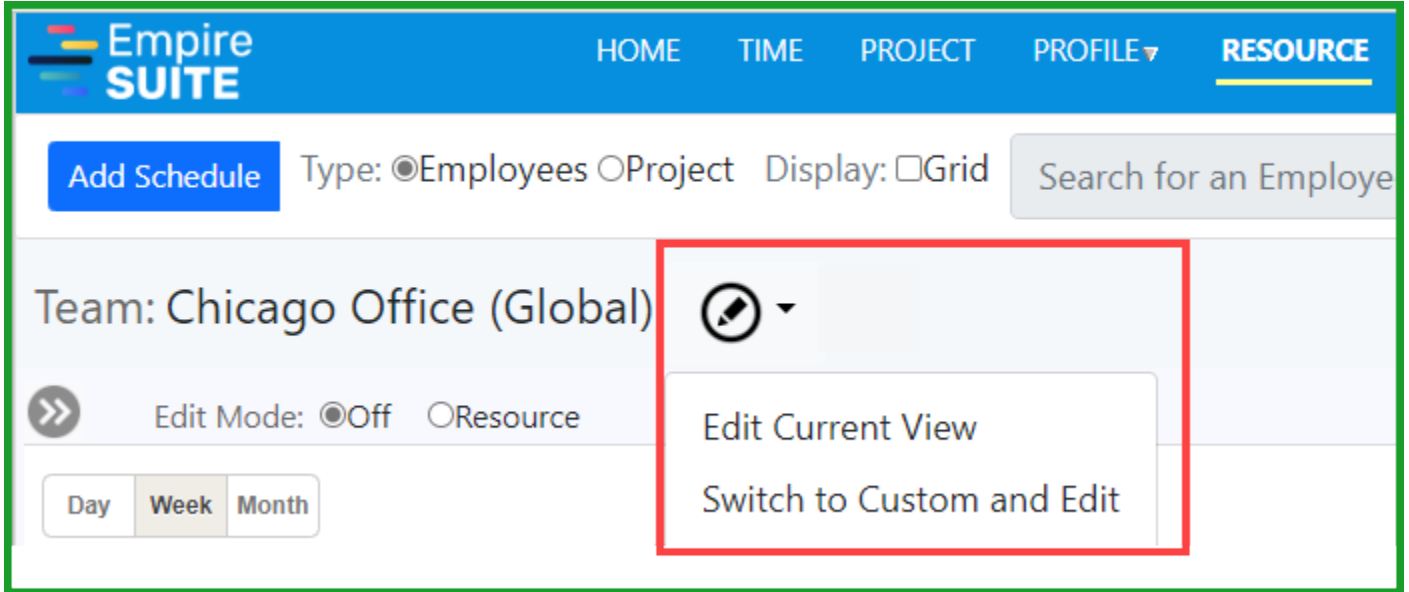 Empire
SUITE
HOME TIME PROJECT PROFILE RESOURCE
Add Schedule Type: Employees Project Display: Grid Search for an Employe
Team: Chicago Office (Global)
Edit Mode: Off Resource
Edit Current View
Day Week Month
Switch to Custom and Edit